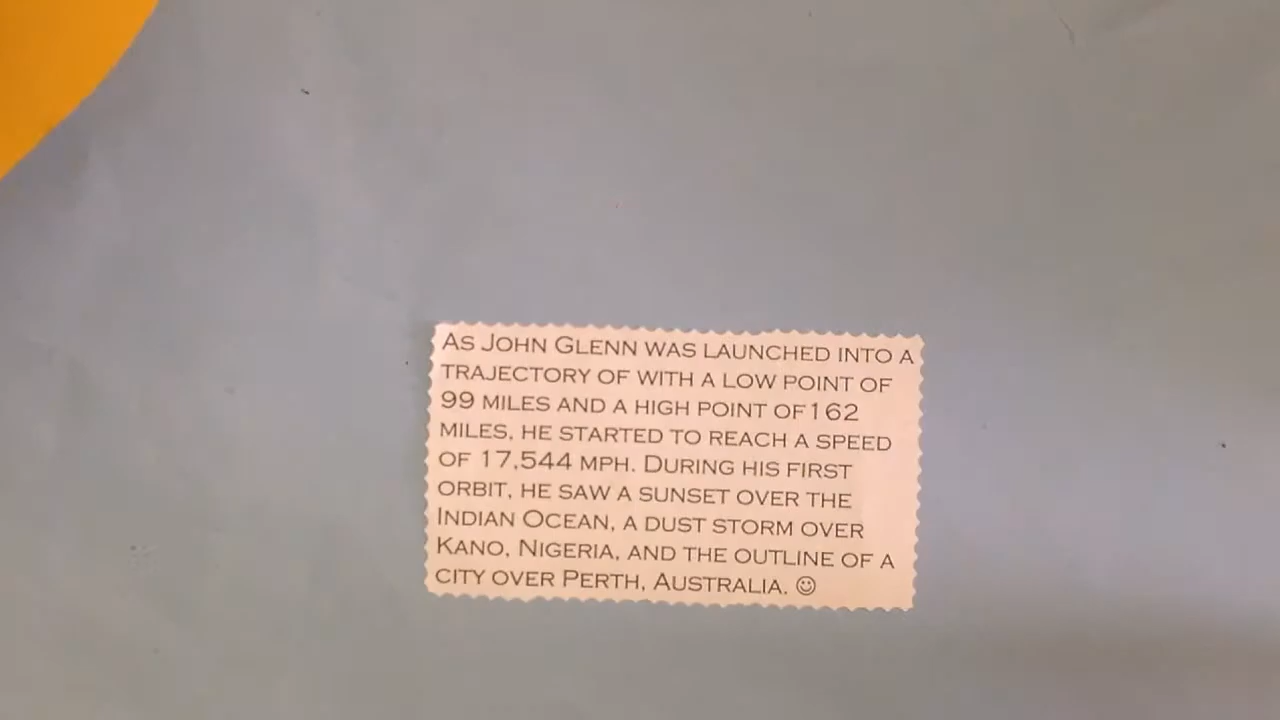 As John Glenn was launched into a
trajectory of with a low point of
99 miles and a high point of162
miles, he started to reach a speed
of 17,544 mph. During his first
orbit, he saw a sunset over the
Indian Ocean, a dust storm over
Kano, Nigeria, and the outline of a
city over Perth, Australia. ☺